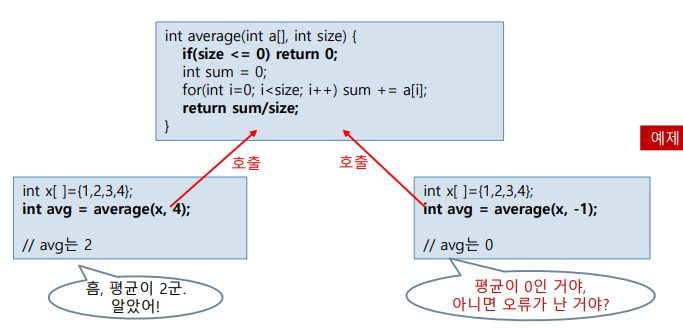 int average(int a[], int size) {
if(size <= 0) return 0;
int sum = 0;
for(int i=0; i<size; i++) sum += a[i];
return sum/size;
}
예제
호출
호출
int x[ ]={1,2,3,4};
int avg = average(x, 4);
// avg는 2
int x[ ]={1,2,3,4};
int avg = average(x, -1);
// avg는 0
흠, 평균이 2군.
알았어!
평균이 0인 거야,
아니면 오류가 난 거야?